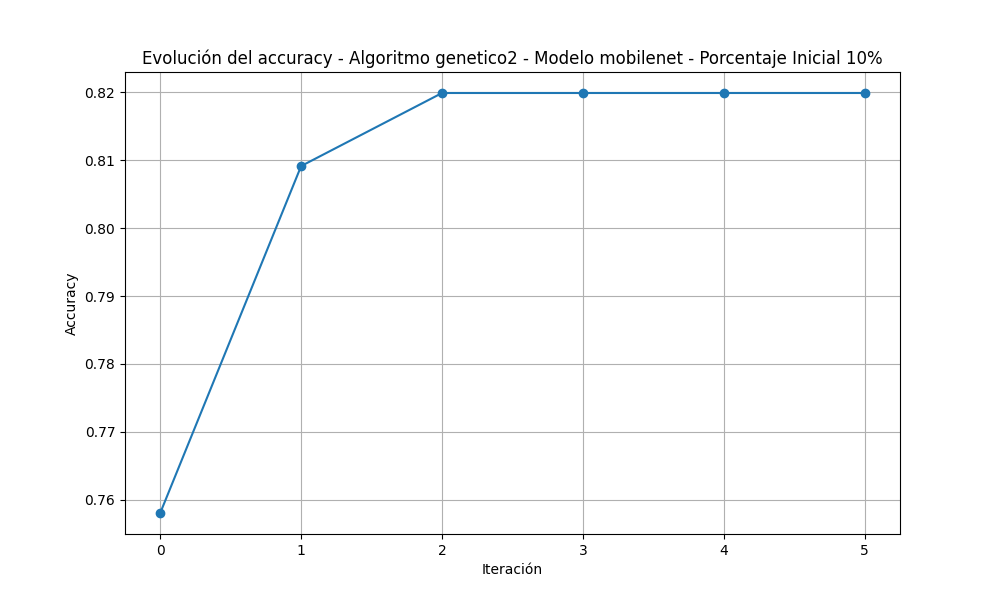 Evolución del accuracy - Algoritmo genetico2 - Modelo mobilenet - Porcentaje Inicial 10%
0.82
0.81
0.80
0.79
0.78
0.77
0.76
Accuracy
0 1 2 3 4 5
Iteración